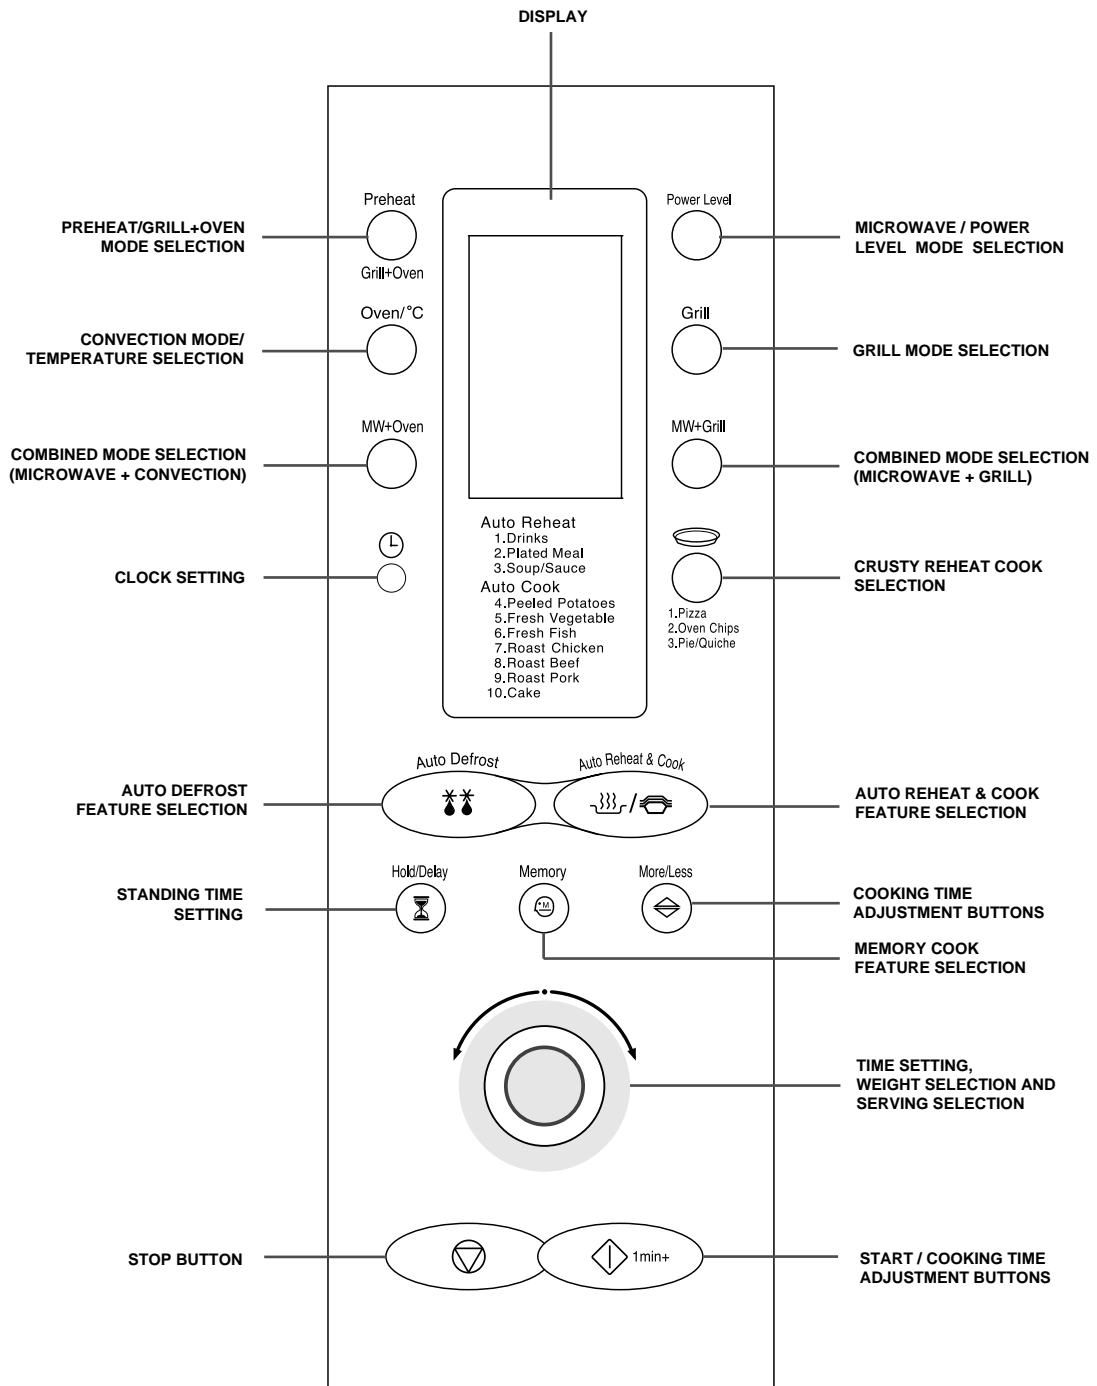 DISPLAY
Preheat
Power Level
PREHEAT/GRILL+OVEN
MODE SELECTION
MICROWAVE / POWER
LEVEL MODE SELECTION
Grill+Oven
Oven/°C
Grill
CONVECTION MODE/
TEMPERATURE SELECTION
GRILL MODE SELECTION
MW+Oven
MW+Grill
COMBINED MODE SELECTION
(MICROWAVE + CONVECTION)
COMBINED MODE SELECTION
(MICROWAVE + GRILL)
Auto Reheat
1.Drinks
2.Plated Meal
3.Soup/Sauce
Auto Cook
4.Peeled Potatoes
5.Fresh Vegetable
6.Fresh Fish
7.Roast Chicken
8.Roast Beef
9.Roast Pork
10.Cake
CLOCK SETTING
CRUSTY REHEAT COOK
SELECTION
1.Pizza
2.Oven Chips
3.Pie/Quiche
Auto Defrost
Auto Reheat & Cook
AUTO DEFROST
FEATURE SELECTION
/
AUTO REHEAT & COOK
FEATURE SELECTION
Hold/Delay
Memory
More/Less
STANDING TIME
SETTING
M
COOKING TIME
ADJUSTMENT BUTTONS
MEMORY COOK
FEATURE SELECTION
TIME SETTING,
WEIGHT SELECTION AND
SERVING SELECTION
STOP BUTTON
1min+
START / COOKING TIME
ADJUSTMENT BUTTONS